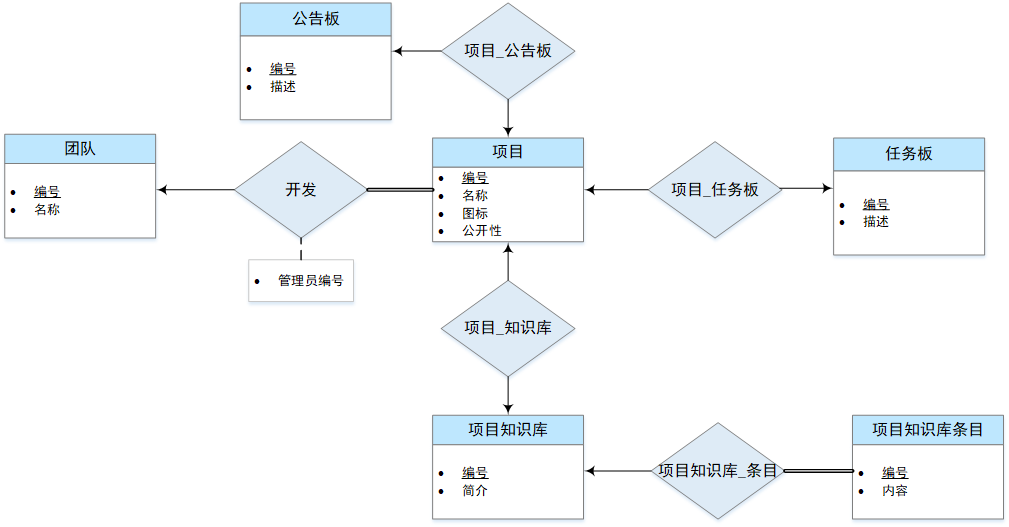 公告板
编号
描述
项目_公告板
团队
编号
名称
开发
管理员编号
项目
编号
名称
图标
公开性
项目_任务板
任务板
编号
描述
项目_知识库
项目知识库
编号
简介
项目知识库_条目
项目知识库条目
编号
内容